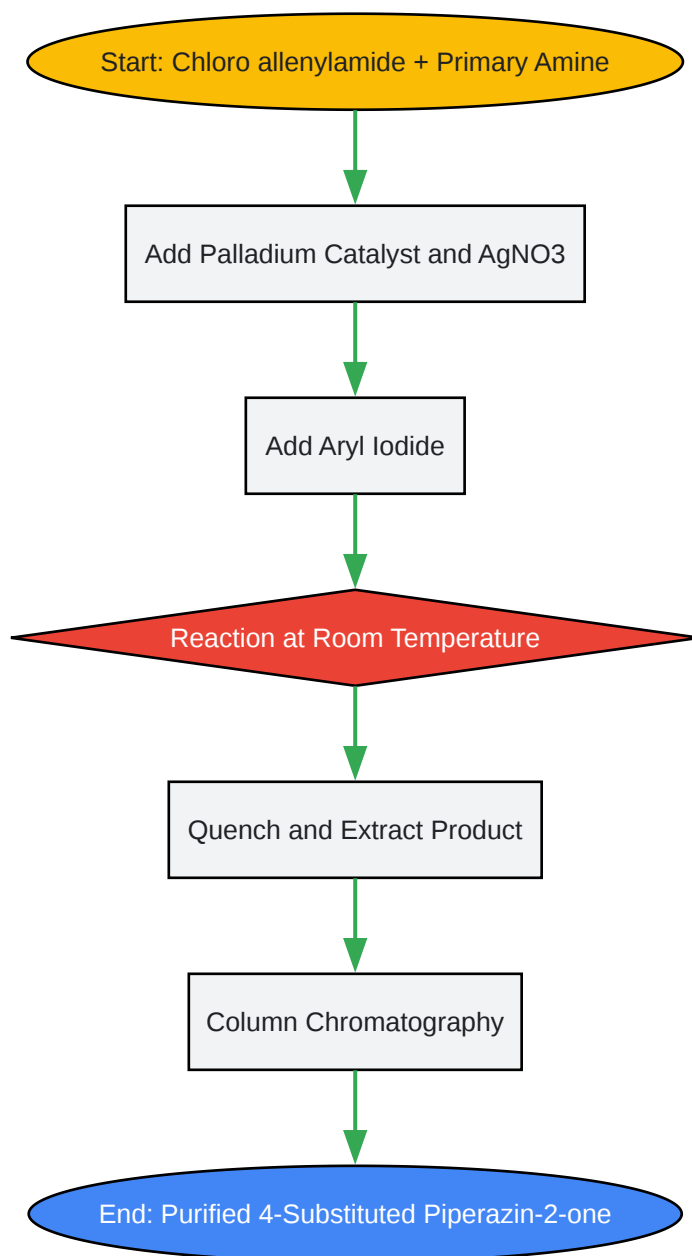 Start: Chloro allenylamide + Primary Amine
Add Palladium Catalyst and AgNO3
Add Aryl Iodide
Reaction at Room Temperature
Quench and Extract Product
Column Chromatography
End: Purified 4-Substituted Piperazin-2-one